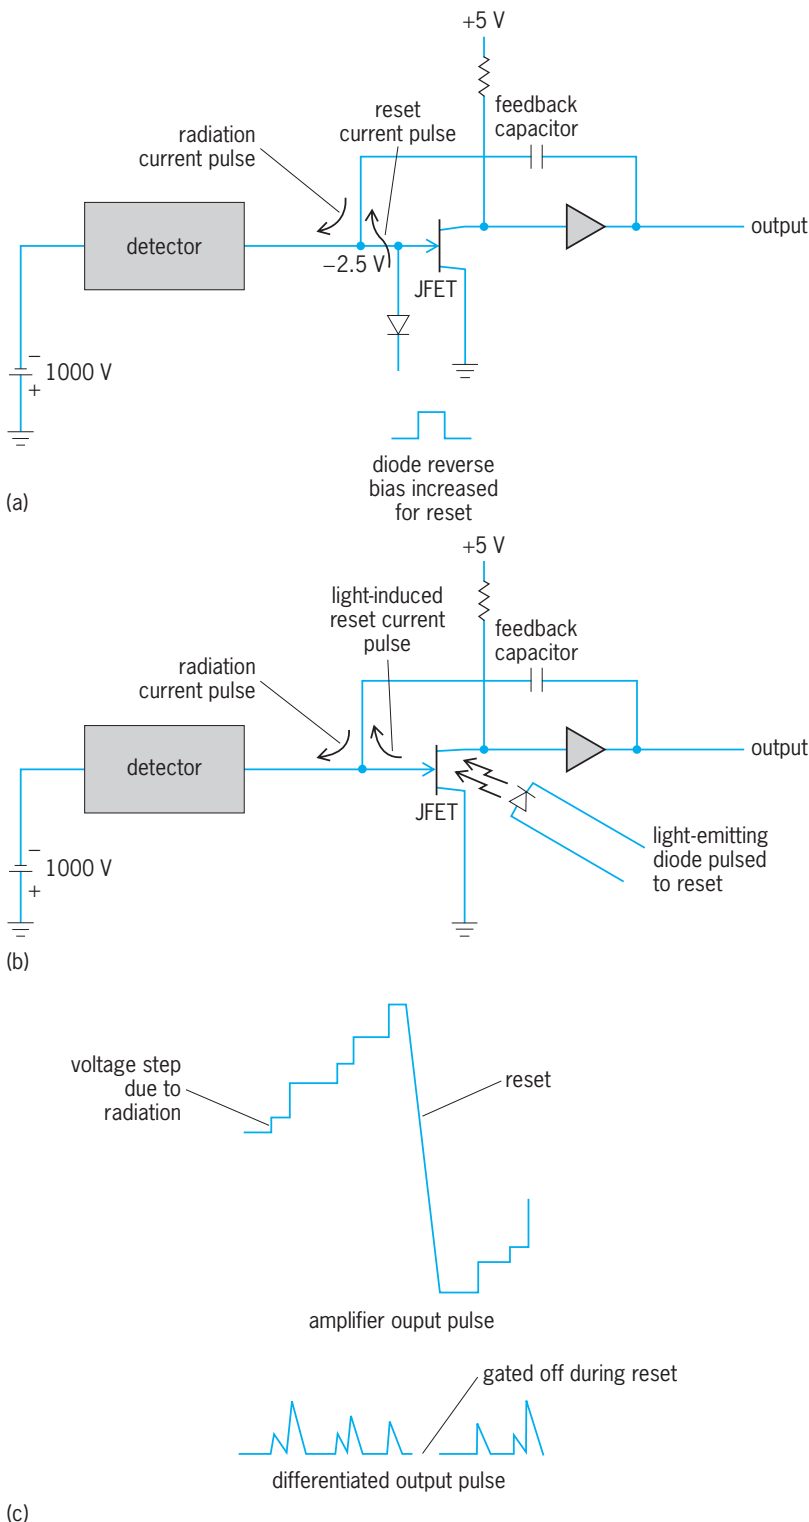 +5 V
reset
current pulse
feedback
capacitor
radiation
current pulse
detector
output
−2.5 V
JFET
−
1000 V
+
diode reverse
bias increased
for reset
(a)
+5 V
light-induced
reset current
pulse
feedback
capacitor
radiation
current pulse
detector
output
JFET
−
1000 V
+
light-emitting
diode pulsed
to reset
(b)
voltage step
due to
radiation
reset
amplifier ouput pulse
gated off during reset
differentiated output pulse
(c)